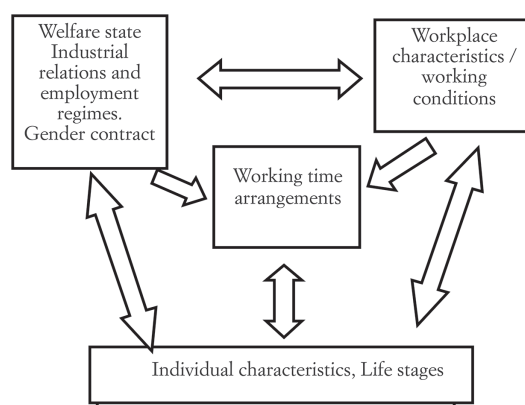 Welfare state
Industrial
relations and
employment
regimes.
Gender contract
Workplace
characteristics /
working
conditions
Working time
arrangements
Individual characteristics, Life stages